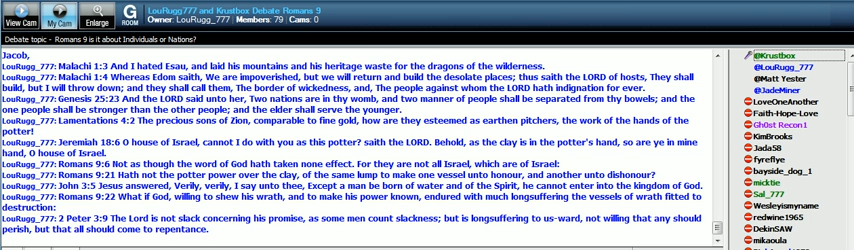 View Cam
My Cam
Enlarge
G
ROOM
LouRugg_777 and Krustbox Debate Romans 9
Owner: LouRugg_777 | Members: 79 | Cams: 0
Debate topic - Romans 9 is it about Individuals or Nations?
Jacob,
LouRugg_777: Malachi 1:3 And I hated Esau, and laid his mountains and his heritage waste for the dragons of the wilderness.
LouRugg_777: Malachi 1:4 Whereas Edom saith, We are impoverished, but we will return and build the desolate places; thus saith the LORD of hosts, They shall
build, but I will throw down; and they shall call them, The border of wickedness, and, The people against whom the LORD hath indignation for ever.
LouRugg_777: Genesis 25:23 And the LORD said unto her, Two nations are in thy womb, and two manner of people shall be separated from thy bowels; and the
one people shall be stronger than the other people; and the elder shall serve the younger.
LouRugg_777: Lamentations 4:2 The precious sons of Zion, comparable to fine gold, how are they esteemed as earthen pitchers, the work of the hands of the
potter!
LouRugg_777: Jeremiah 18:6 O house of Israel, cannot I do with you as this potter? saith the LORD. Behold, as the clay is in the potter's hand, so are ye in mine
hand, O house of Israel.
LouRugg_777: Romans 9:6 Not as though the word of God hath taken none effect. For they are not all Israel, which are of Israel:
LouRugg_777: Romans 9:21 Hath not the potter power over the clay, of the same lump to make one vessel unto honour, and another unto dishonour?
LouRugg_777: John 3:5 Jesus answered, Verily, verily, I say unto thee, Except a man be born of water and of the Spirit, he cannot enter into the kingdom of God.
LouRugg_777: Romans 9:22 What if God, willing to shew his wrath, and to make his power known, endured with much longsuffering the vessels of wrath fitted to
destruction:
LouRugg_777: 2 Peter 3:9 The Lord is not slack concerning his promise, as some men count slackness; but is longsuffering to us-ward, not willing that any should
perish, but that all should come to repentance.
@Krustbox
@LouRugg_777
@Matt Yester
@JadeMiner
LoveOneAnother
Faith-Hope-Love
Gh0st Recon1
KimBrooks
Jada58
fyreflye
bayside_dog_1
micktie
Sal_777
Wesleyismyname
redwine1965
DekinSAW
mikaoula